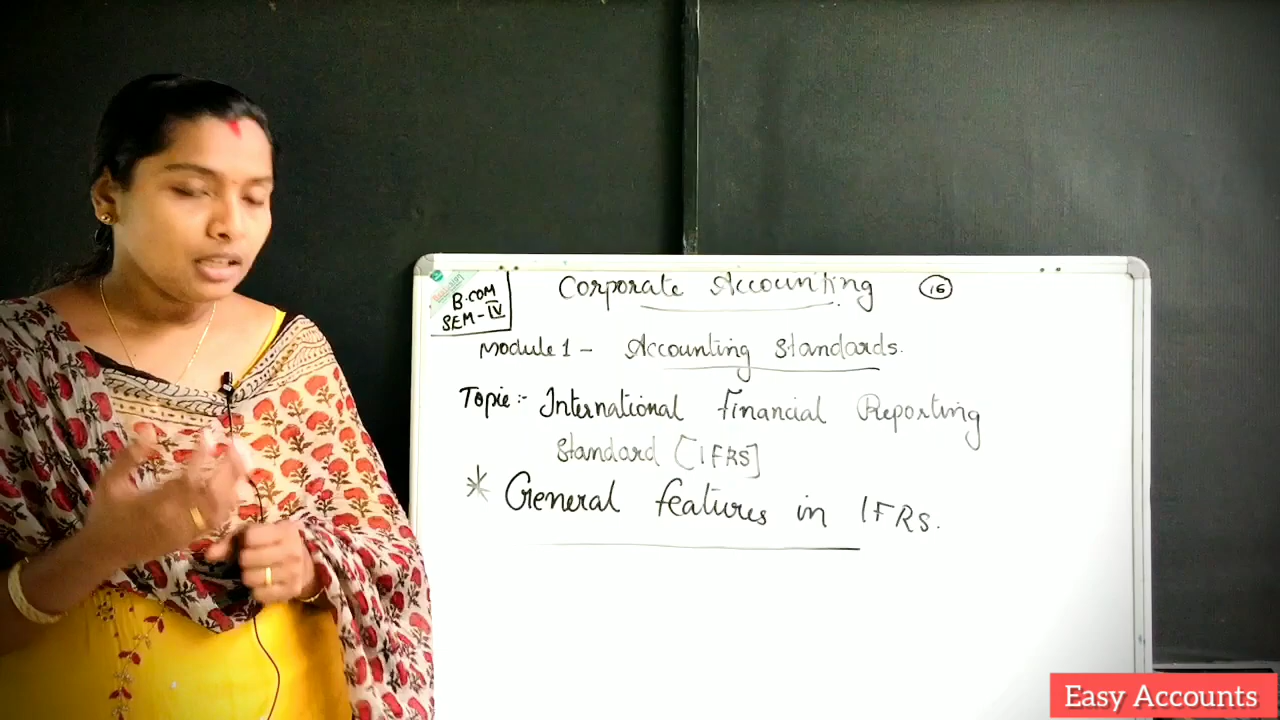 Corporate Accounting 16
B.COM
SEM-IV
Module 1 - Accounting Standards.
Topic:- International Financial Reporting
Standard [IFRS]
* General features in IFRS.
Easy Accounts